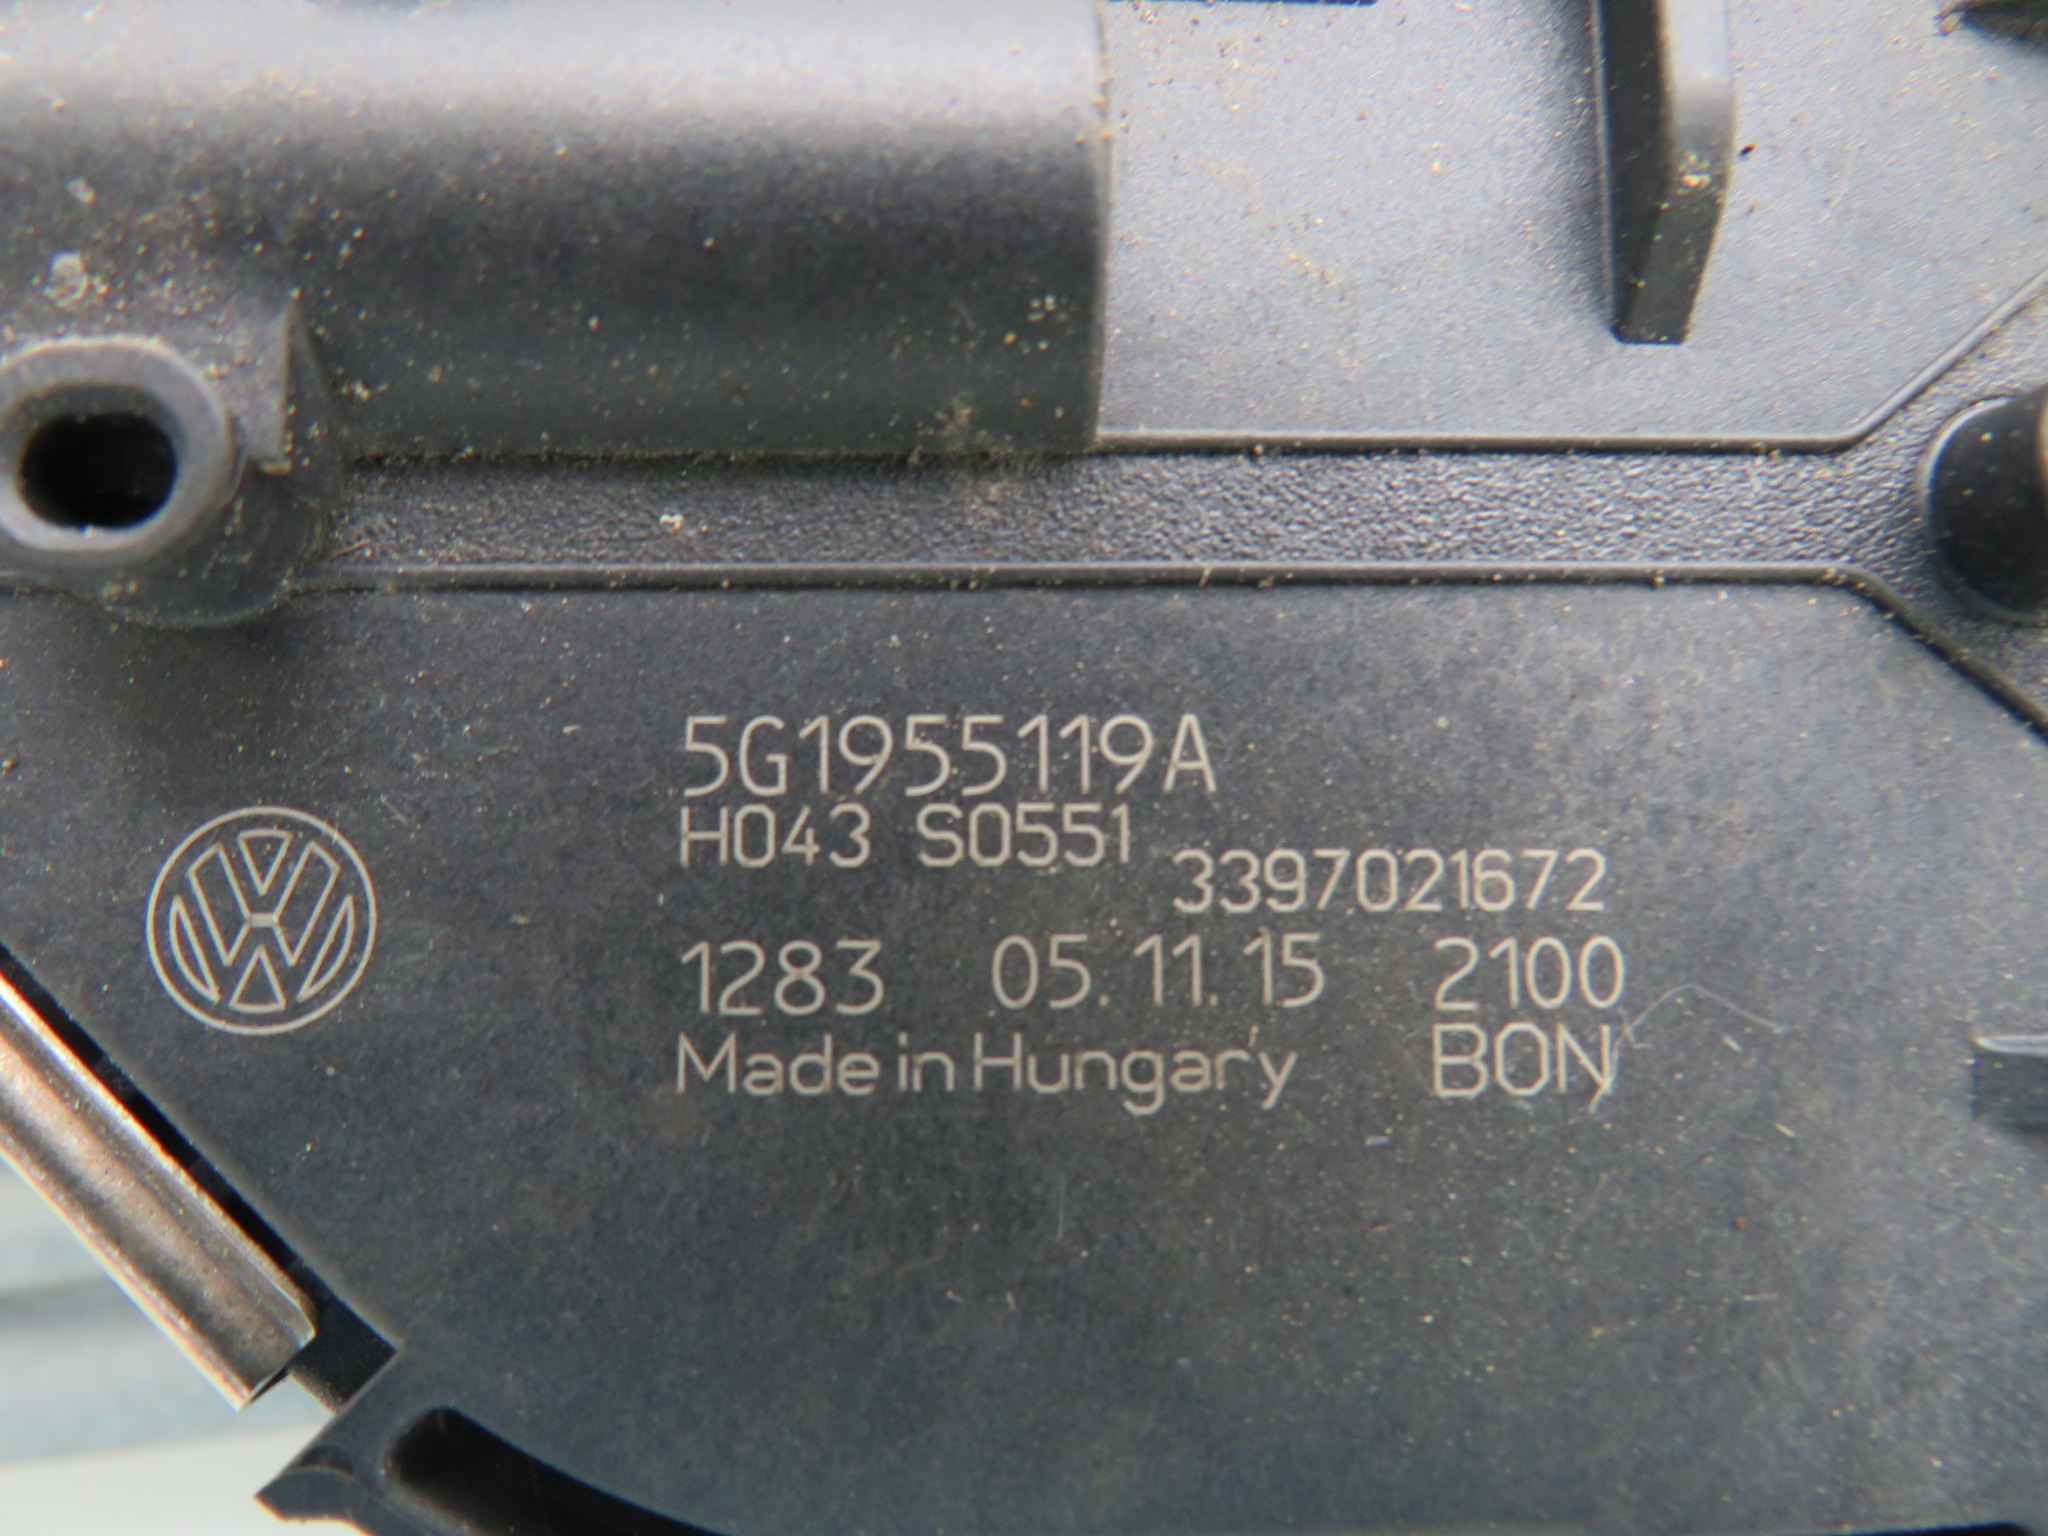 5G1955119A
H043 S0551
3397021672
1283 05.11.15 2100
Made in Hungary BON